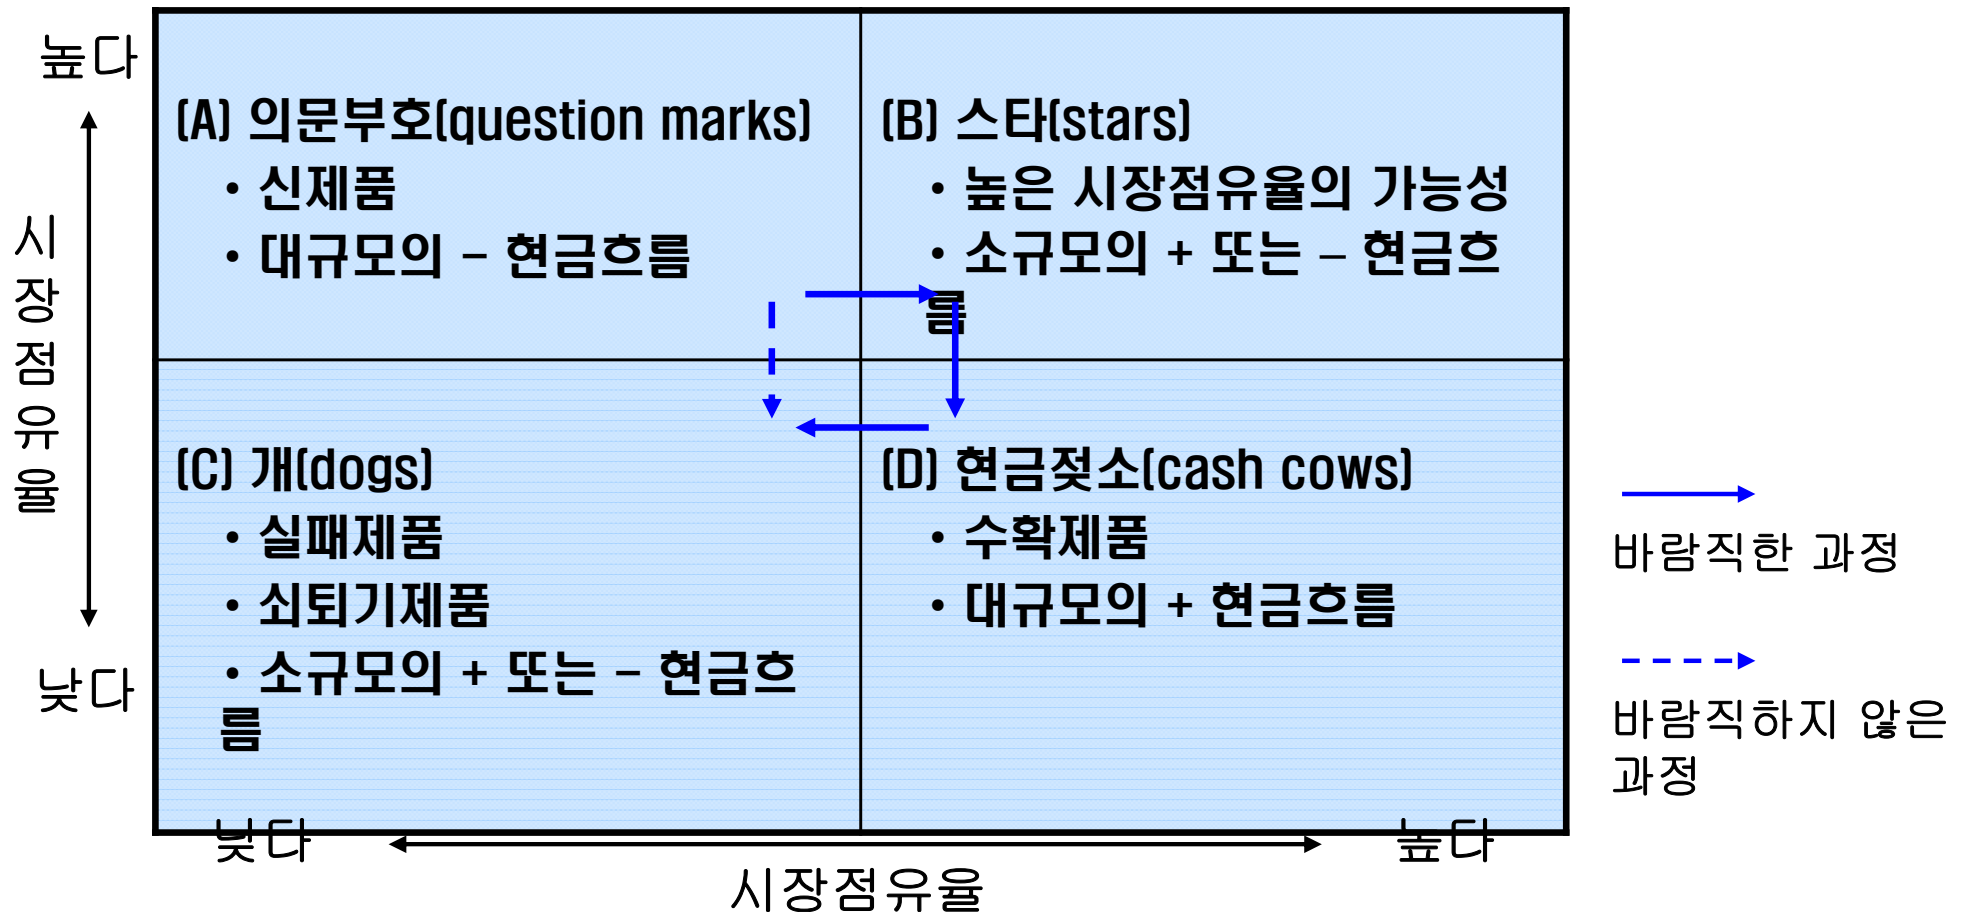 높다
시장점유율
낮다
(A) 의문부호(question marks)
• 신제품
• 대규모의 – 현금흐름
(B) 스타(stars)
• 높은 시장점유율의 가능성
• 소규모의 + 또는 – 현금흐
름
(C) 개(dogs)
• 실패제품
• 쇠퇴기제품
• 소규모의 + 또는 – 현금흐
름
(D) 현금젖소(cash cows)
• 수확제품
• 대규모의 + 현금흐름
낮다
높다
시장점유율
바람직한 과정
바람직하지 않은
과정